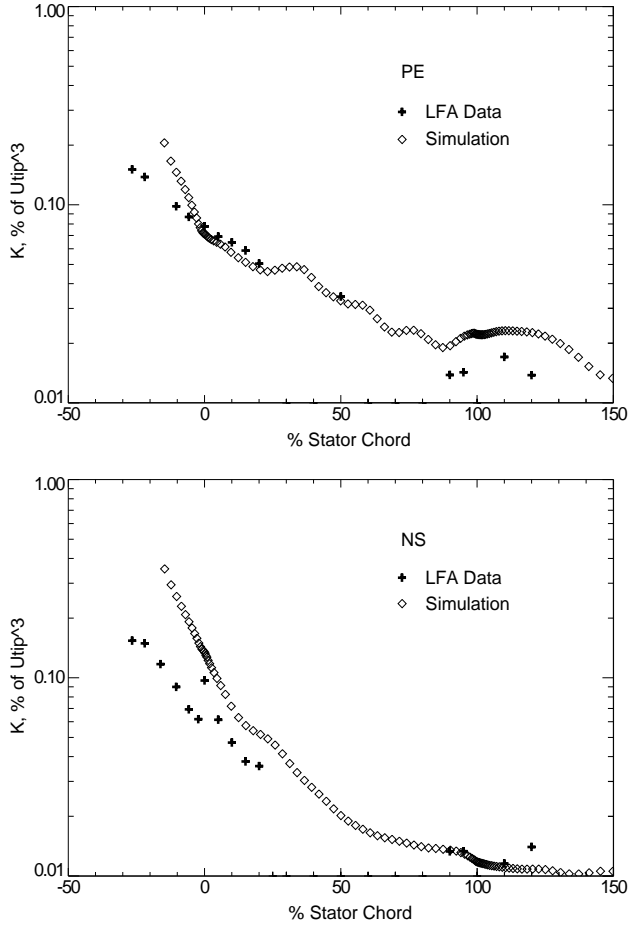 1.00
PE
LFA Data
Simulation
K, % of Utip^3
0.10
0.01
-50 0 50 100 150
% Stator Chord
1.00
NS
LFA Data
Simulation
K, % of Utip^3
0.10
0.01
-50 0 50 100 150
% Stator Chord